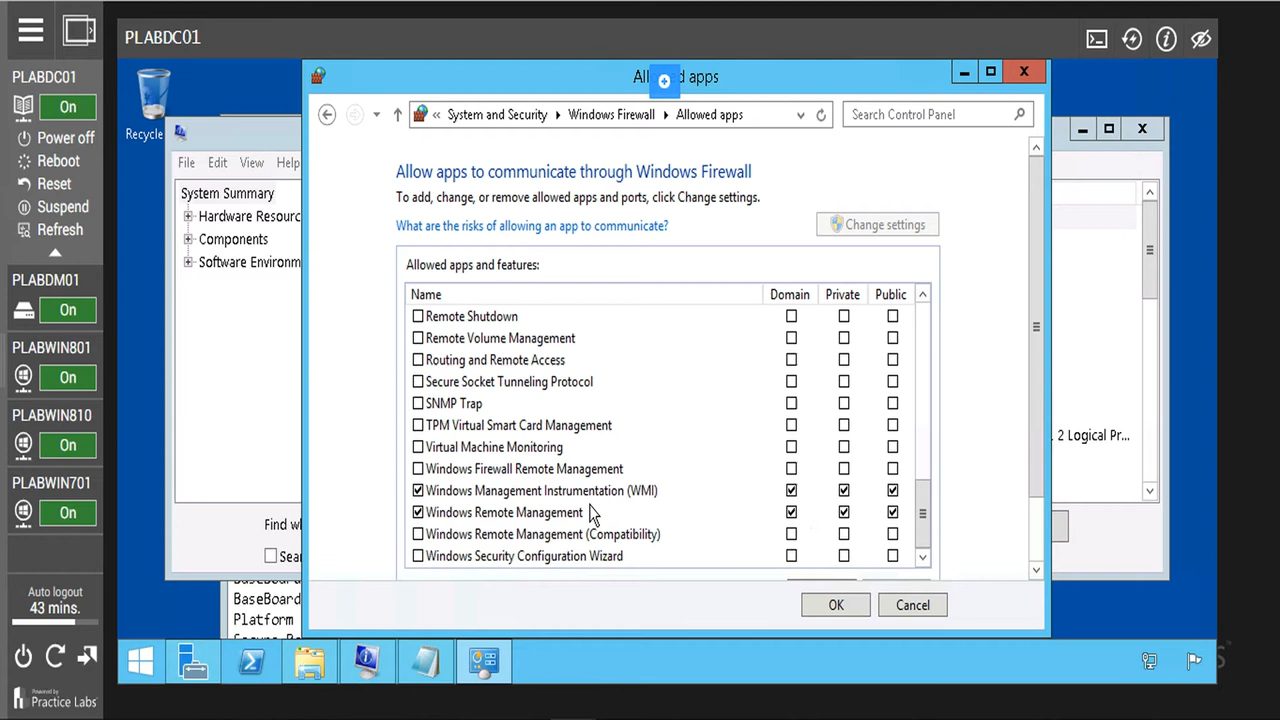 PLABDC01
PLABDC01
On
Power off
Reboot
Reset
Suspend
Refresh
PLABDM01
On
PLABWIN801
On
PLABWIN810
On
PLABWIN701
On
Auto logout
43 mins.
Powered by
Practice Labs
Recycle
File Edit View Help
System Summary
Hardware Resourc
Components
Software Environm
Find wh
Sear
BaseBoard
BaseBoard
Platform
2 Logical Pr...
apps
« System and Security Windows Firewall Allowed apps
Search Control Panel
Allow apps to communicate through Windows Firewall
To add, change, or remove allowed apps and ports, click Change settings.
What are the risks of allowing an app to communicate?
Change settings
Allowed apps and features:
Name Domain Private Public
Remote Shutdown
Remote Volume Management
Routing and Remote Access
Secure Socket Tunneling Protocol
SNMP Trap
TPM Virtual Smart Card Management
Virtual Machine Monitoring
Windows Firewall Remote Management
Windows Management Instrumentation (WMI)
Windows Remote Management
Windows Remote Management (Compatibility)
Windows Security Configuration Wizard
OK Cancel